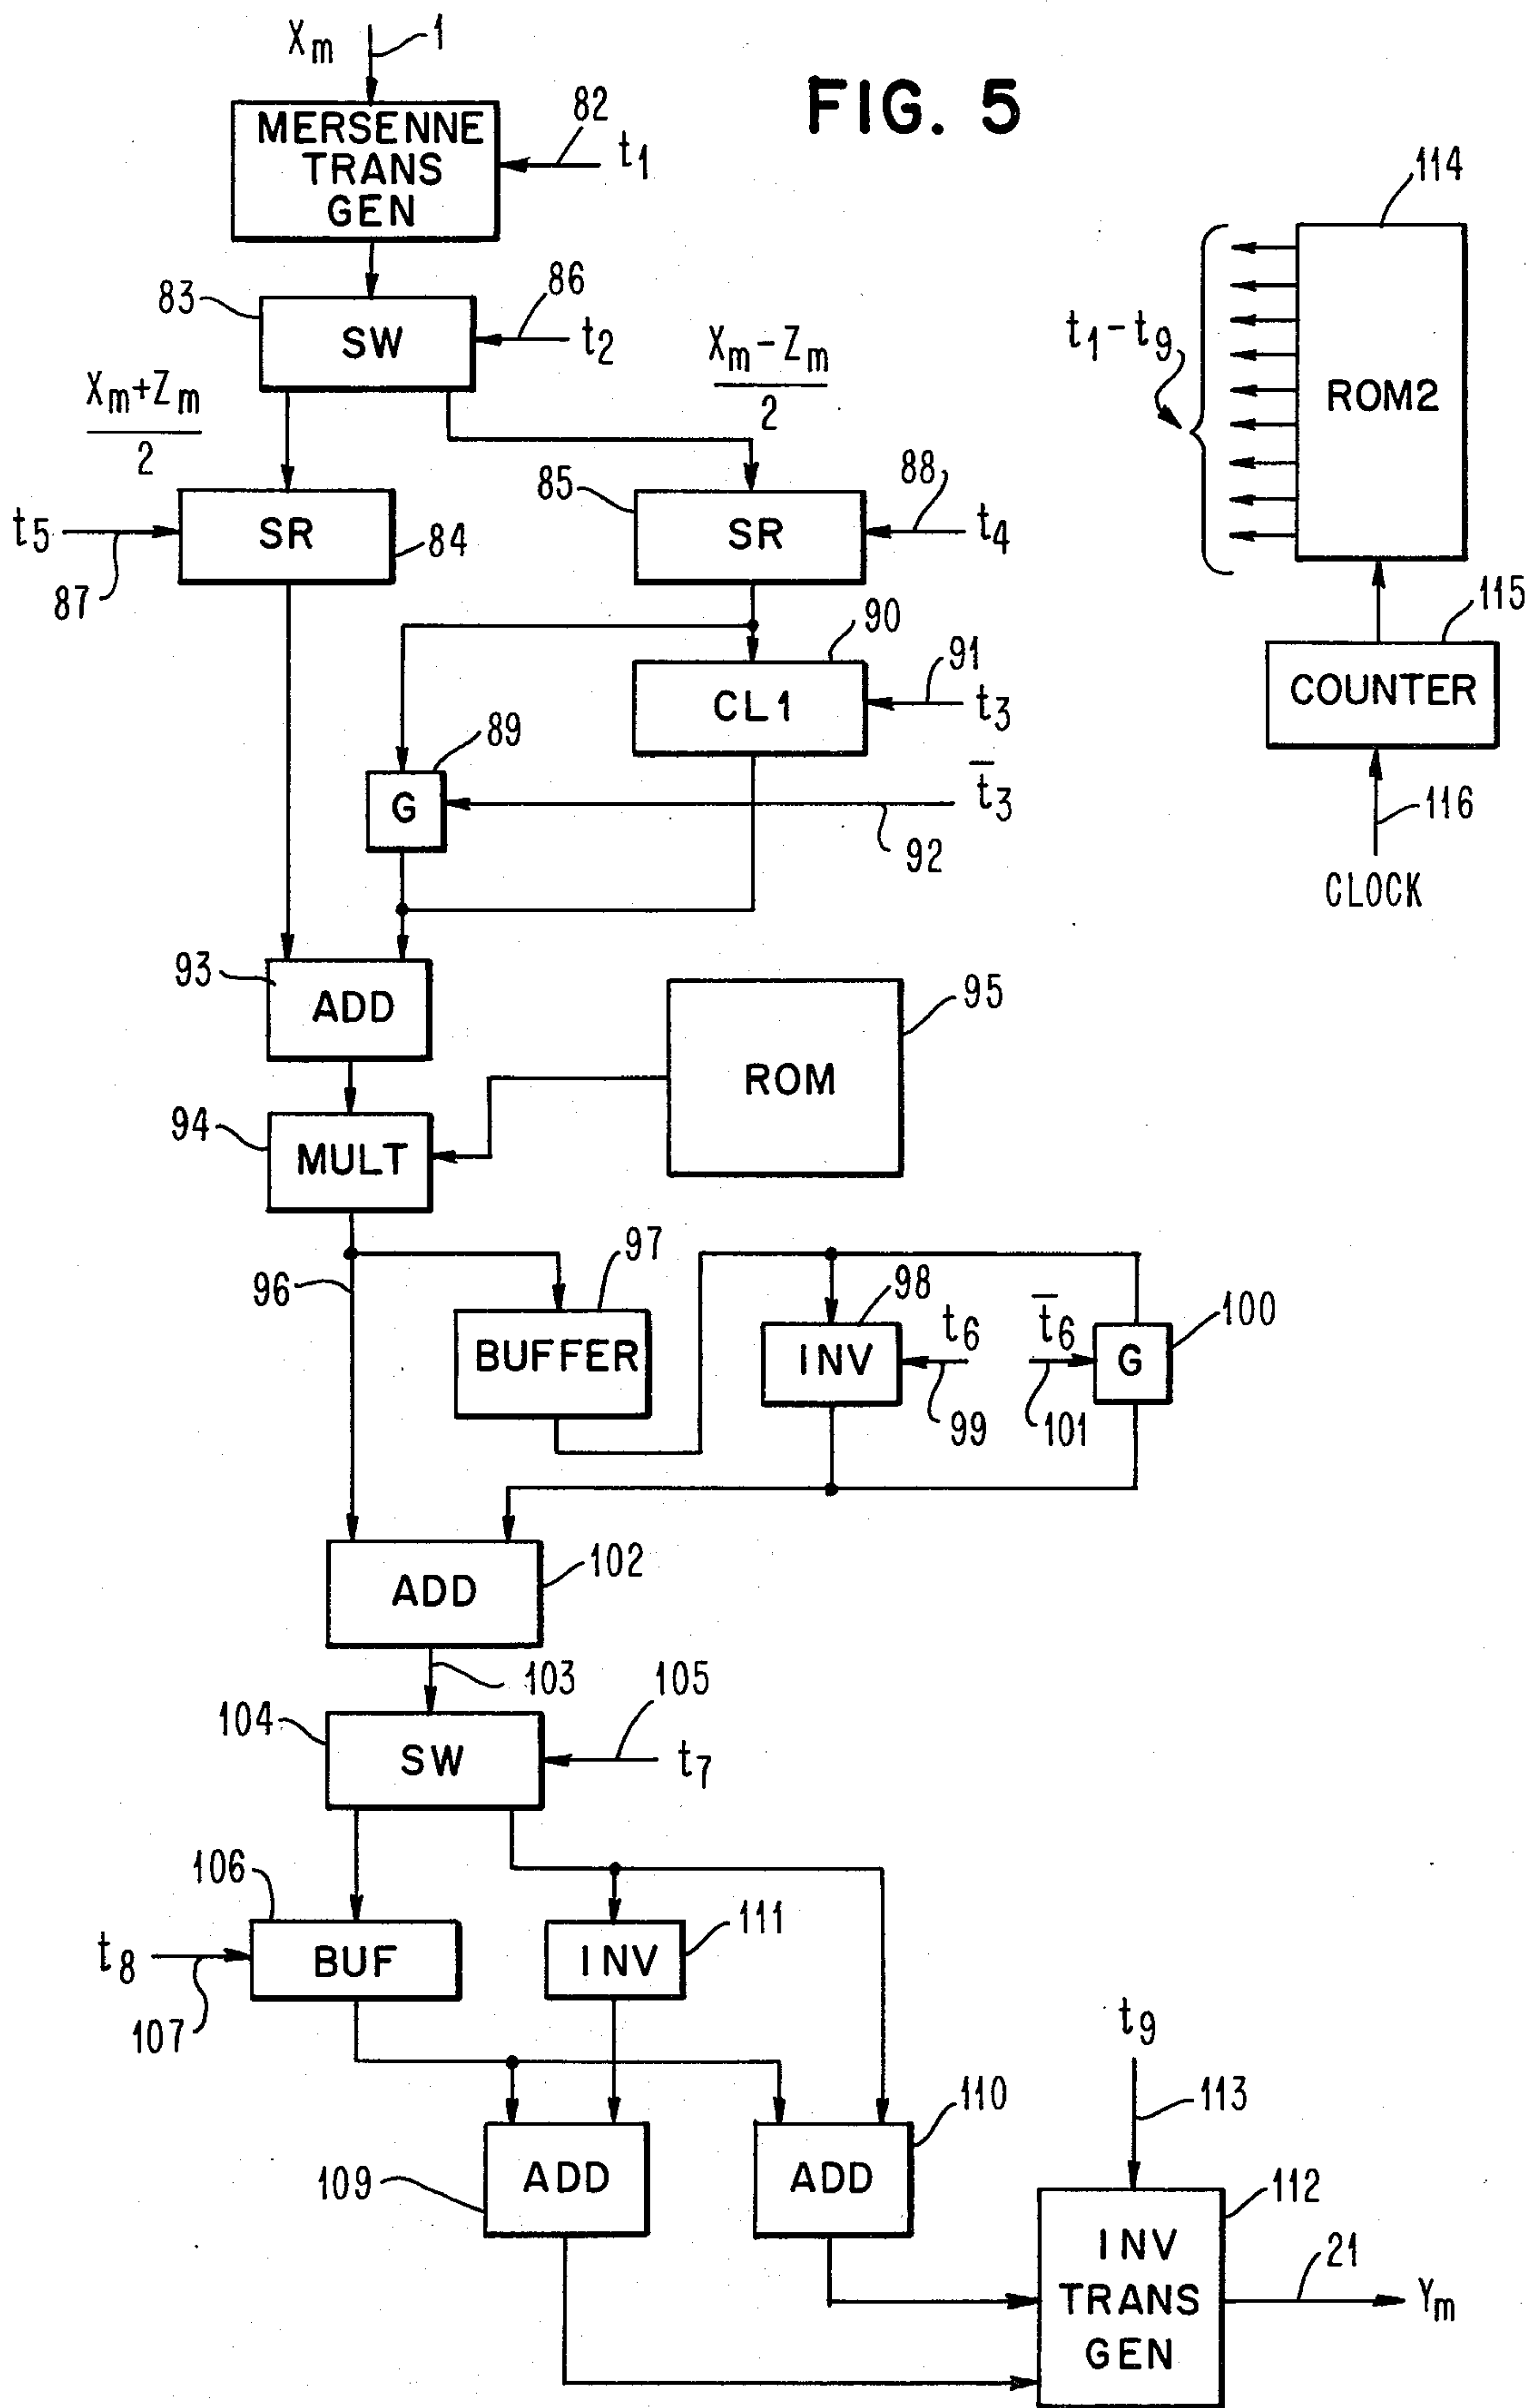 FIG. 5
Xm
1
MERSENNE
TRANS
GEN
82
t1
83
SW
86
t2
Xm+Zm
2
Xm-Zm
2
t5
87
SR
84
85
SR
88
t4
90
CL1
91
t3
89
G
t̅3
92
93
ADD
94
MULT
95
ROM
96
97
BUFFER
98
INV
t6
99
t̅6
101
100
G
102
ADD
103
104
SW
105
t7
106
BUF
t8
107
111
INV
109
ADD
110
ADD
t9
113
112
INV
TRANS
GEN
21
Ym
114
t1-t9
ROM2
115
COUNTER
116
CLOCK